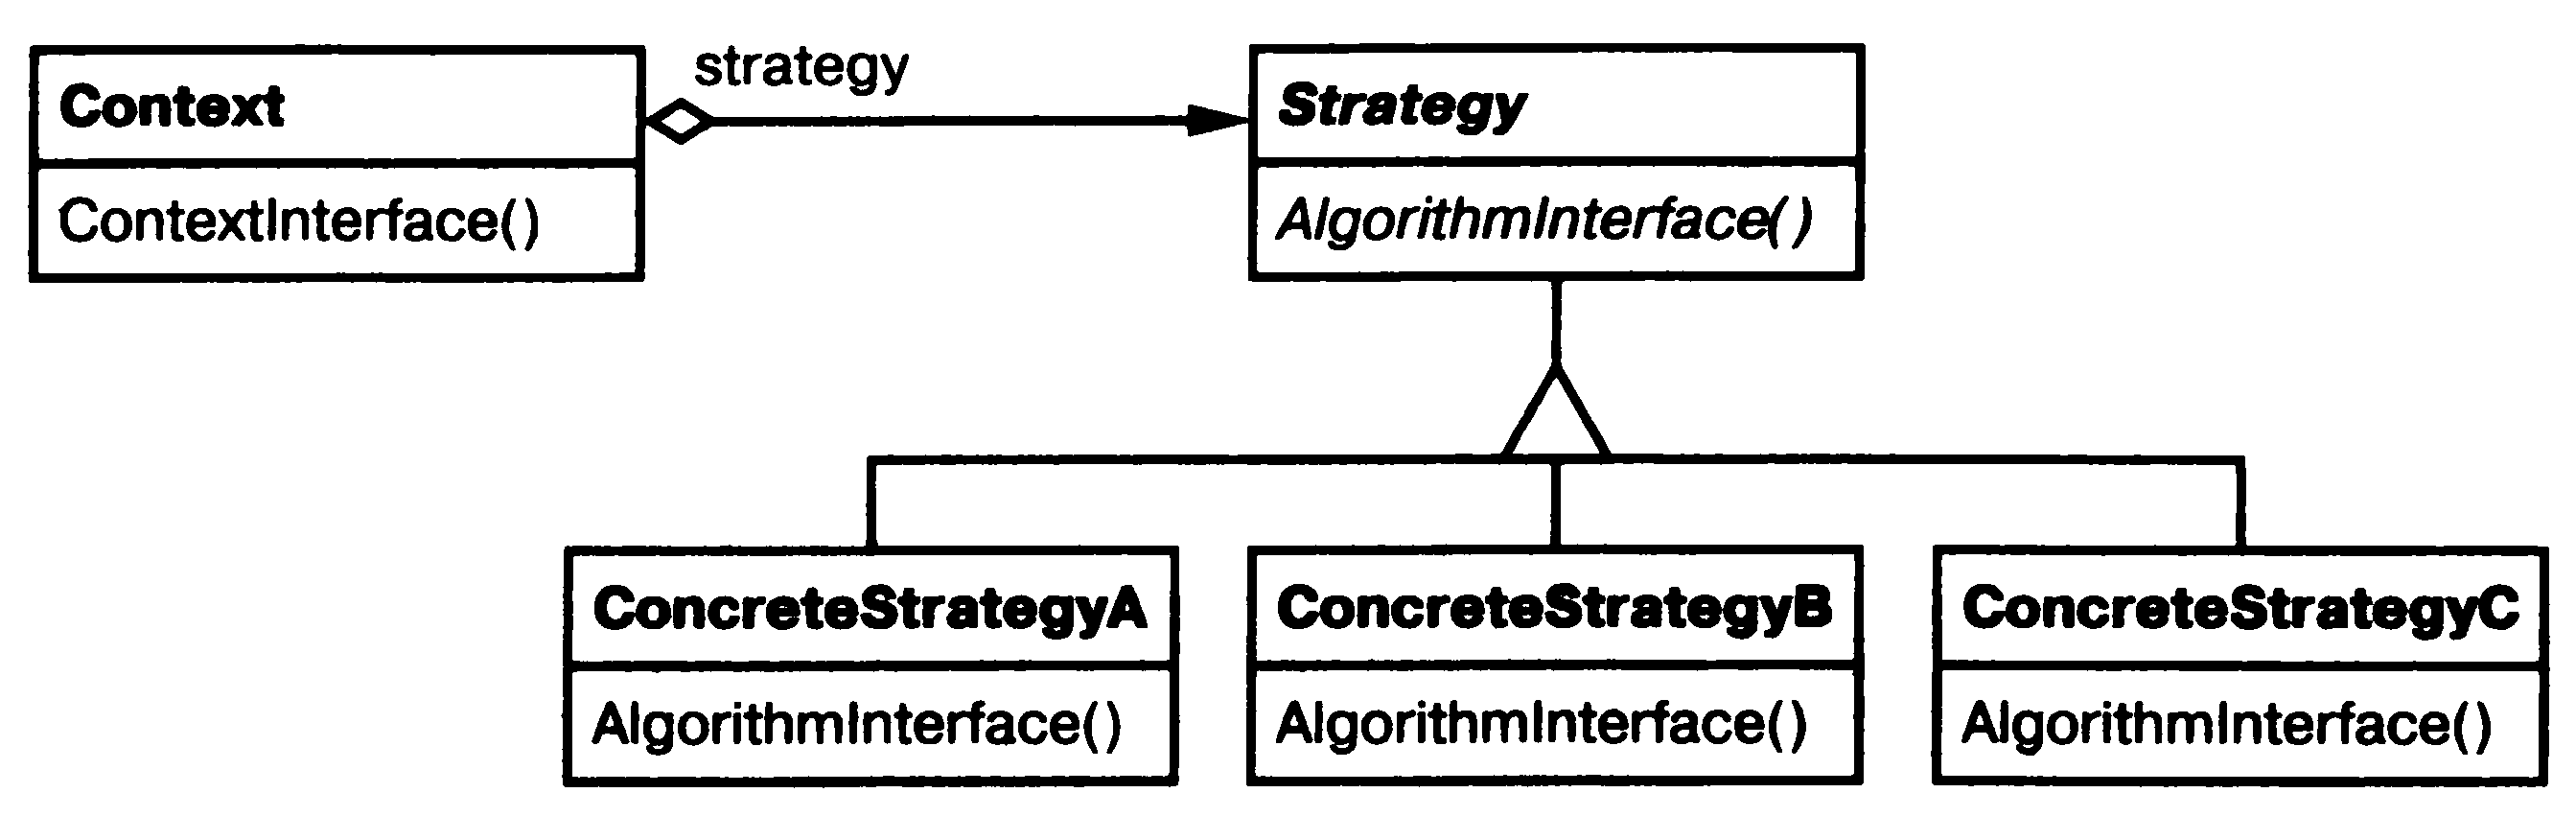 Context
ContextInterface()
strategy
Strategy
AlgorithmInterface()
ConcreteStrategyA
AlgorithmInterface()
ConcreteStrategyB
AlgorithmInterface()
ConcreteStrategyC
AlgorithmInterface()